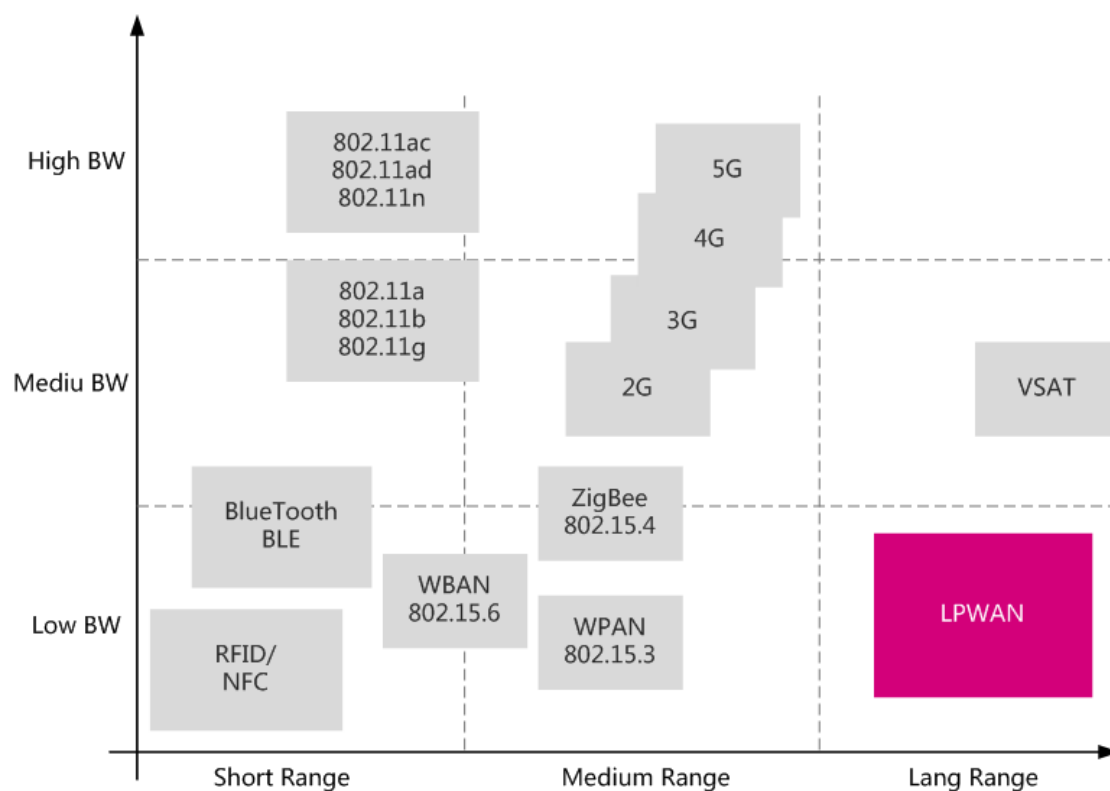 High BW
802.11ac
802.11ad
802.11n
5G
4G
802.11a
802.11b
802.11g
3G
Mediu BW
2G
VSAT
BlueTooth
BLE
ZigBee
802.15.4
WBAN
802.15.6
LPWAN
Low BW
WPAN
802.15.3
RFID/
NFC
Short Range
Medium Range
Lang Range